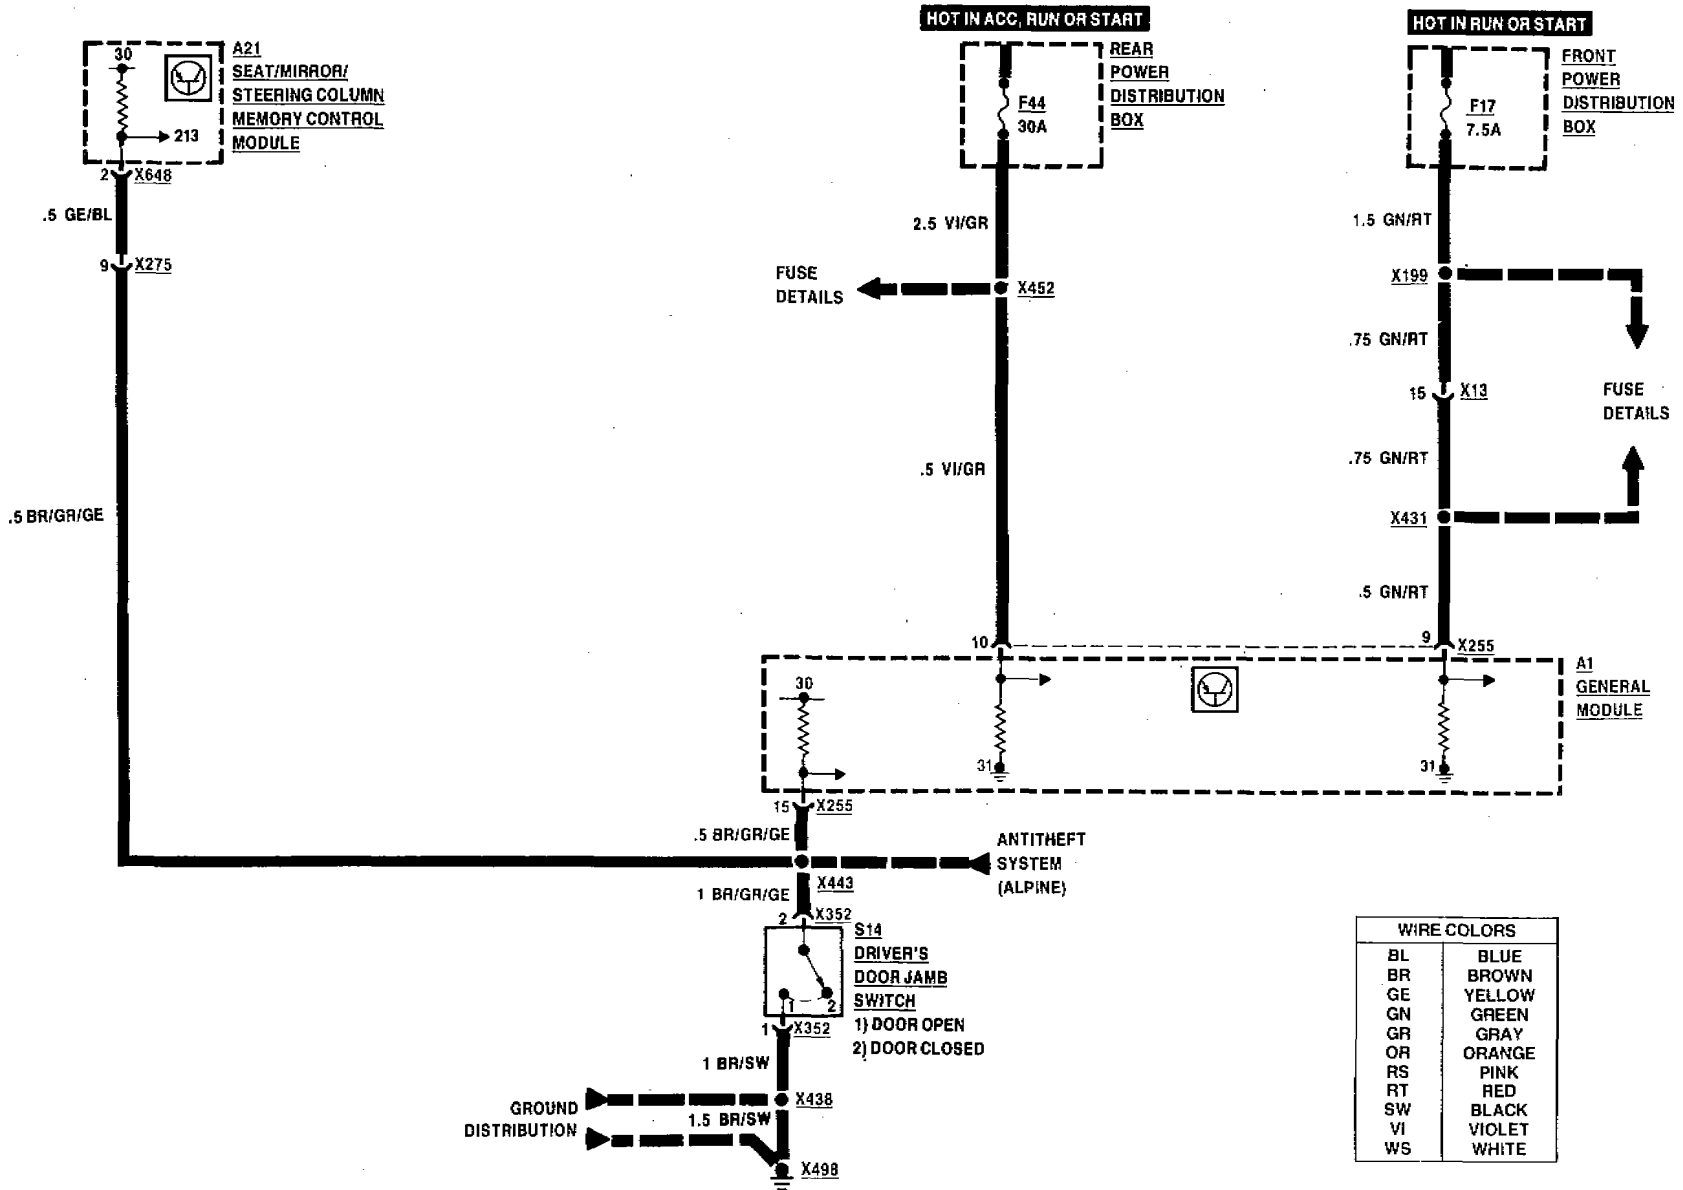 HOT IN ACC, RUN OR START
HOT IN RUN OR START
30
213
A21
SEAT/MIRROR/
STEERING COLUMN
MEMORY CONTROL
MODULE
2 X648
.5 GE/BL
9 X275
.5 BR/GR/GE
F44
30A
REAR
POWER
DISTRIBUTION
BOX
2.5 VI/GR
FUSE
DETAILS
X452
.5 VI/GR
10
F17
7.5A
FRONT
POWER
DISTRIBUTION
BOX
1.5 GN/RT
X199
.75 GN/RT
15 X13
FUSE
DETAILS
.75 GN/RT
X431
.5 GN/RT
9 X255
A1
GENERAL
MODULE
30
31
31
15 X255
.5 BR/GR/GE
ANTITHEFT
SYSTEM
(ALPINE)
X443
1 BR/GR/GE
2 X352
S14
DRIVER'S
DOOR JAMB
SWITCH
1) DOOR OPEN
2) DOOR CLOSED
1 2
1 X352
1 BR/SW
GROUND
DISTRIBUTION
X438
1.5 BR/SW
X498
WIRE COLORS
BL BLUE
BR BROWN
GE YELLOW
GN GREEN
GR GRAY
OR ORANGE
RS PINK
RT RED
SW BLACK
VI VIOLET
WS WHITE